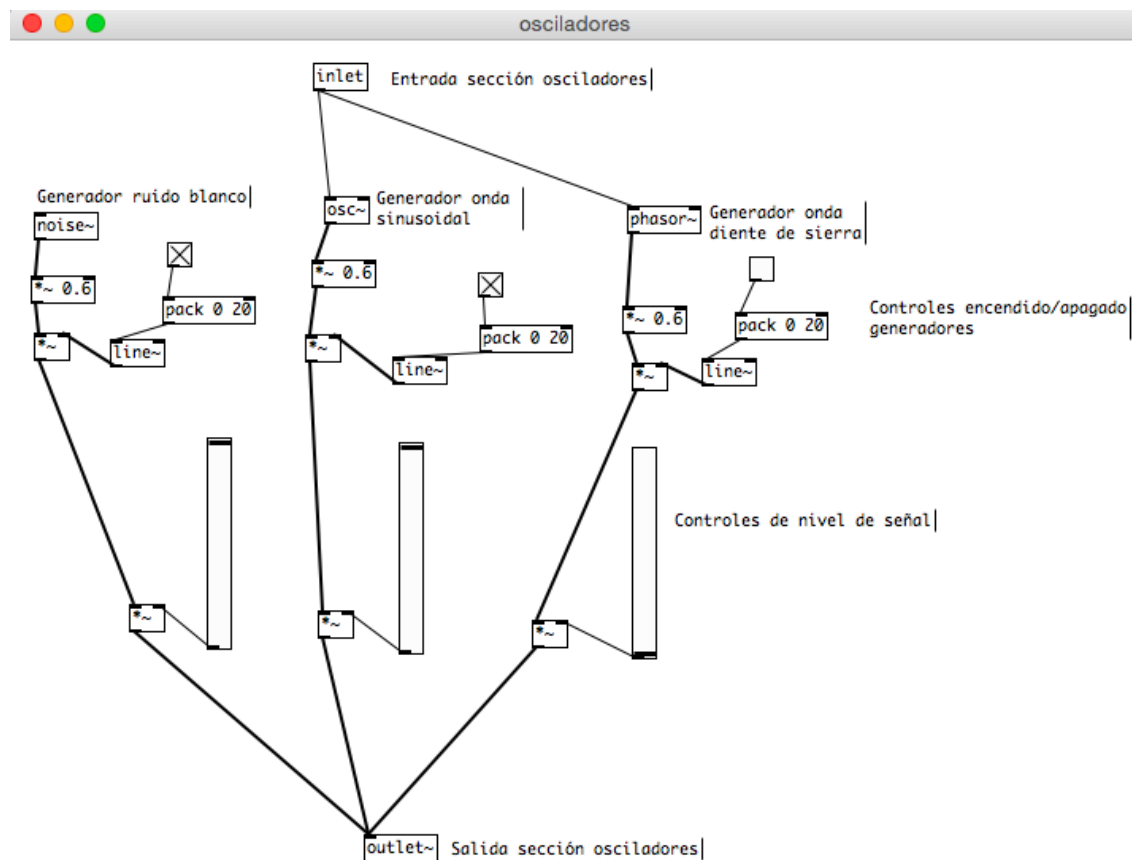 osciladores
inlet
Entrada sección osciladores
Generador ruido blanco
noise~
*~ 0.6
pack 0 20
*~
line~
osc~
Generador onda
sinusoidal
*~ 0.6
pack 0 20
*~
line~
phasor~
Generador onda
diente de sierra
*~ 0.6
pack 0 20
*~
line~
Controles encendido/apagado
generadores
Controles de nivel de señal
*~
*~
*~
outlet~
Salida sección osciladores